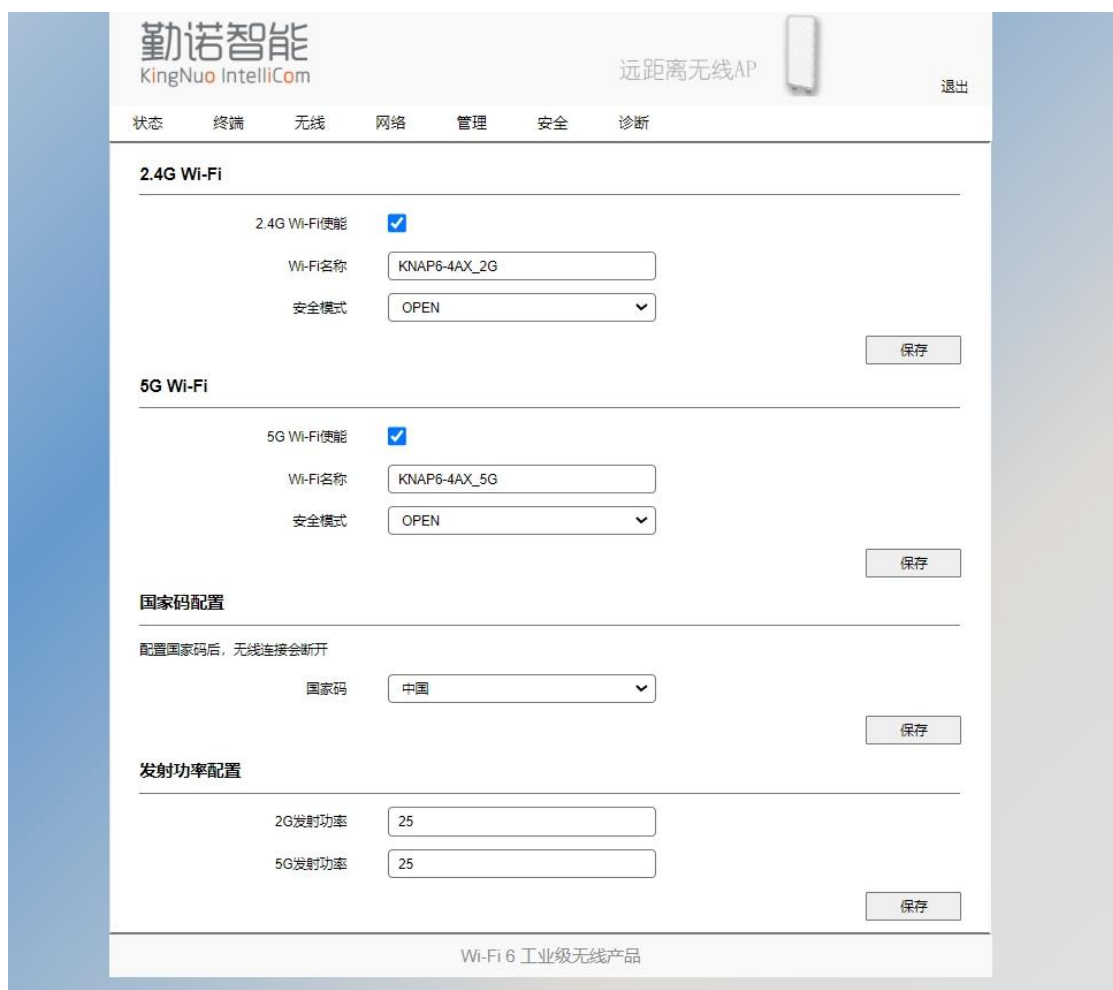 勤诺智能
KingNuo IntelliCom
远距离无线AP
退出
状态 终端 无线 网络 管理 安全 诊断
2.4G Wi-Fi
2.4G Wi-Fi使能
Wi-Fi名称 KNAP6-4AX_2G
安全模式 OPEN
保存
5G Wi-Fi
5G Wi-Fi使能
Wi-Fi名称 KNAP6-4AX_5G
安全模式 OPEN
保存
国家码配置
配置国家码后，无线连接会断开
国家码 中国
保存
发射功率配置
2G发射功率 25
5G发射功率 25
保存
Wi-Fi 6 工业级无线产品